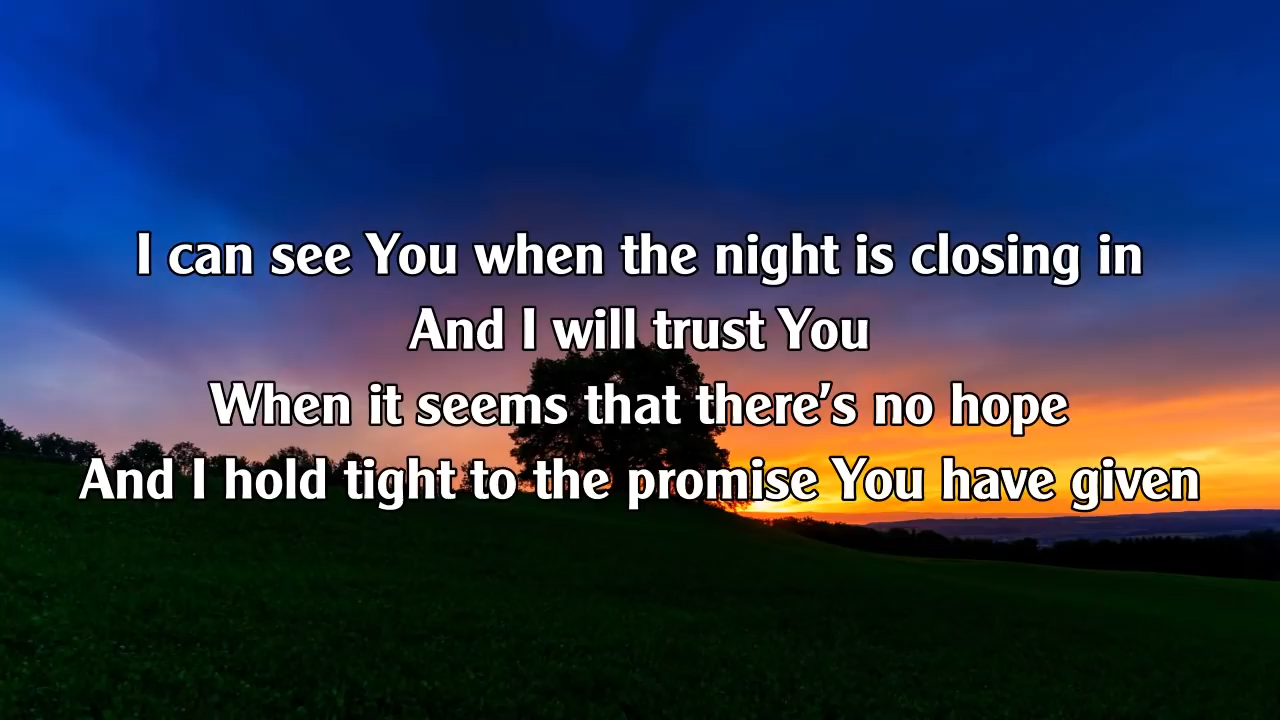 I can see You when the night is closing in
And I will trust You
When it seems that there’s no hope
And I hold tight to the promise You have given